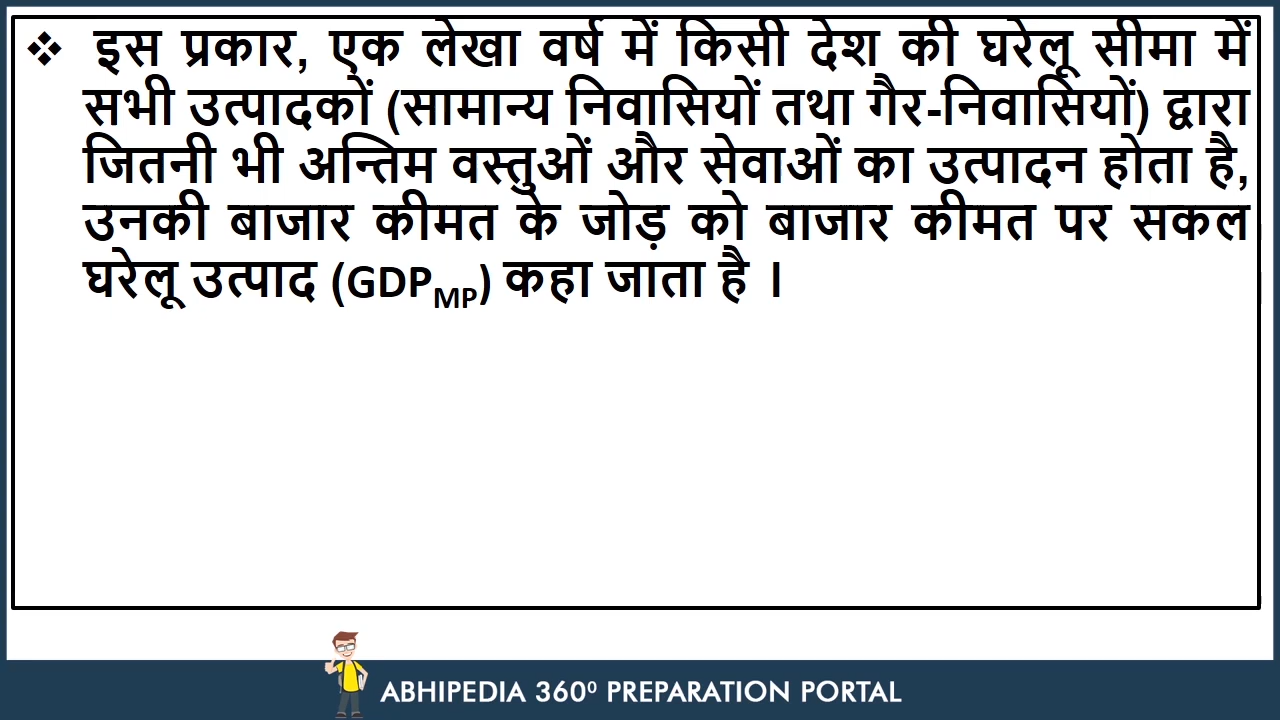 ❖ इस प्रकार, एक लेखा वर्ष में किसी देश की घरेलू सीमा में
सभी उत्पादकों (सामान्य निवासियों तथा गैर-निवासियों) द्वारा
जितनी भी अन्तिम वस्तुओं और सेवाओं का उत्पादन होता है,
उनकी बाजार कीमत के जोड़ को बाजार कीमत पर सकल
घरेलू उत्पाद (GDPMP) कहा जाता है ।
ABHIPEDIA 360⁰ PREPARATION PORTAL